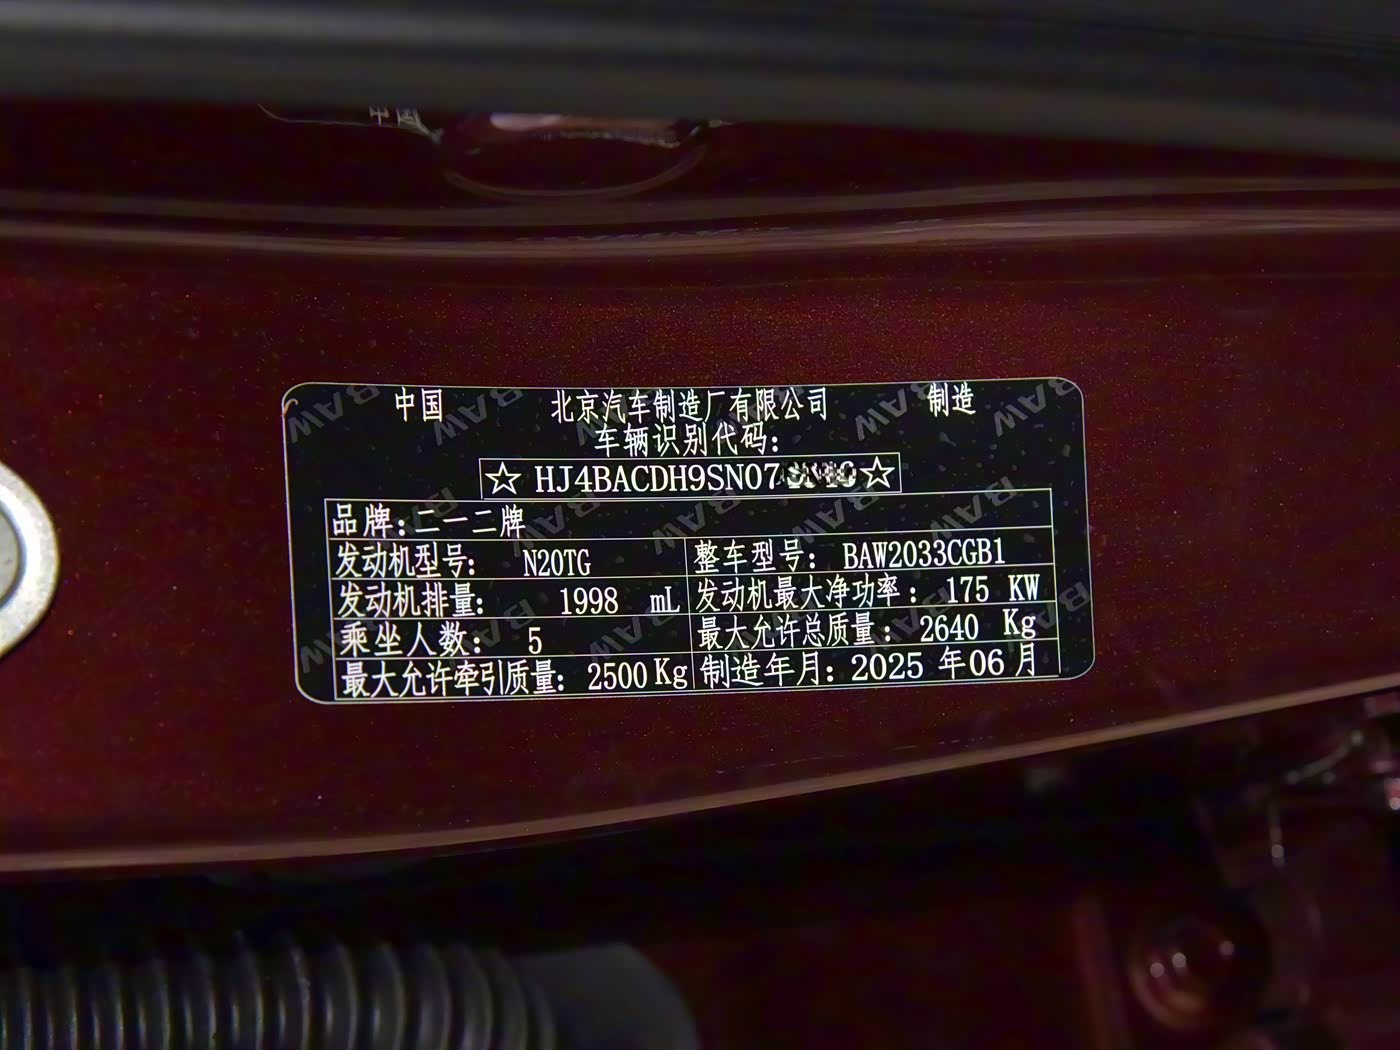 中国
中国 北京汽车制造厂有限公司 制造
车辆识别代码：
☆ HJ4BACDH9SN07 ☆
品牌：二一二牌
发动机型号： N20TG 整车型号： BAW2033CGB1
发动机排量： 1998 mL 发动机最大净功率： 175 KW
乘坐人数： 5 最大允许总质量： 2640 Kg
最大允许牵引质量： 2500 Kg 制造年月： 2025 年06 月